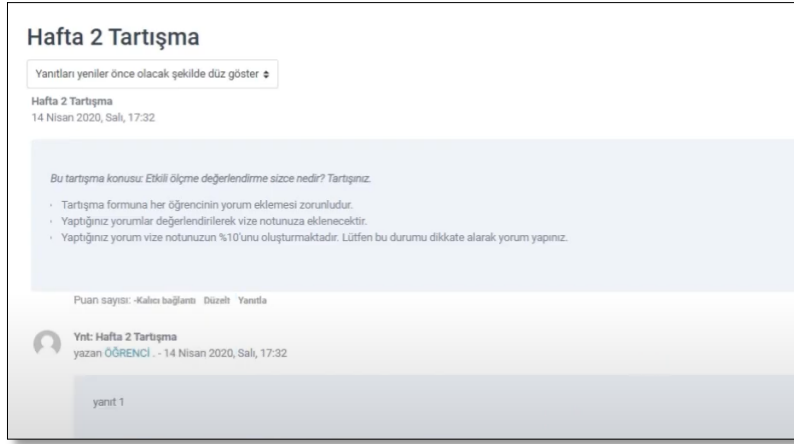 Hafta 2 Tartışma
Yanıtları yeniler önce olacak şekilde düz göster
Hafta 2 Tartışma
14 Nisan 2020, Salı, 17:32
Bu tartışma konusu: Etkili ölçme değerlendirme sizce nedir? Tartışınız.
Tartışma formuna her öğrencinin yorum eklemesi zorunludur.
Yaptığınız yorumlar değerlendirilerek vize notunuza eklenecektir.
Yaptığınız yorum vize notunuzun %10'unu oluşturmaktadır. Lütfen bu durumu dikkate alarak yorum yapınız.
Puan sayısı: -Kalıcı bağlantı Düzelt Yanıtla
Ynt: Hafta 2 Tartışma
yazan ÖĞRENCİ . - 14 Nisan 2020, Salı, 17:32
yanıt 1